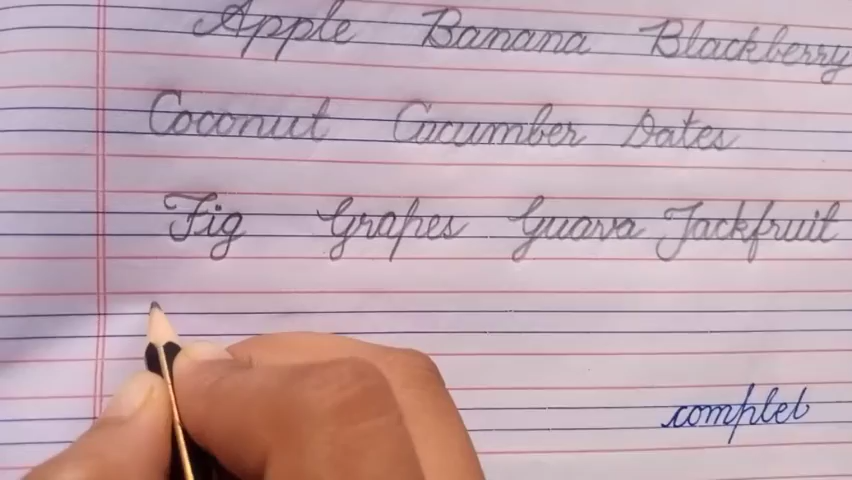 Apple Banana Blackberry
Coconut Cucumber Dates
Fig Grapes Guava Jackfruit
complet